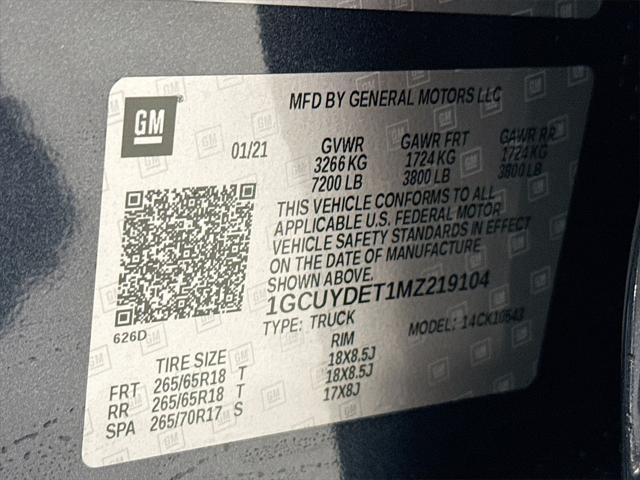 GM
MFD BY GENERAL MOTORS LLC
01/21
GVWR GAWR FRT GAWR RR
3266 KG 1724 KG 1724 KG
7200 LB 3800 LB 3800 LB
THIS VEHICLE CONFORMS TO ALL
APPLICABLE U.S. FEDERAL MOTOR
VEHICLE SAFETY STANDARDS IN EFFECT
ON THE DATE OF MANUFACTURE
SHOWN ABOVE.
1GCUYDET1MZ219104
626D
TYPE: TRUCK MODEL: 14CK10543
TIRE SIZE RIM
FRT 265/65R18 T 18X8.5J
RR 265/65R18 T 18X8.5J
SPA 265/70R17 S 17X8J